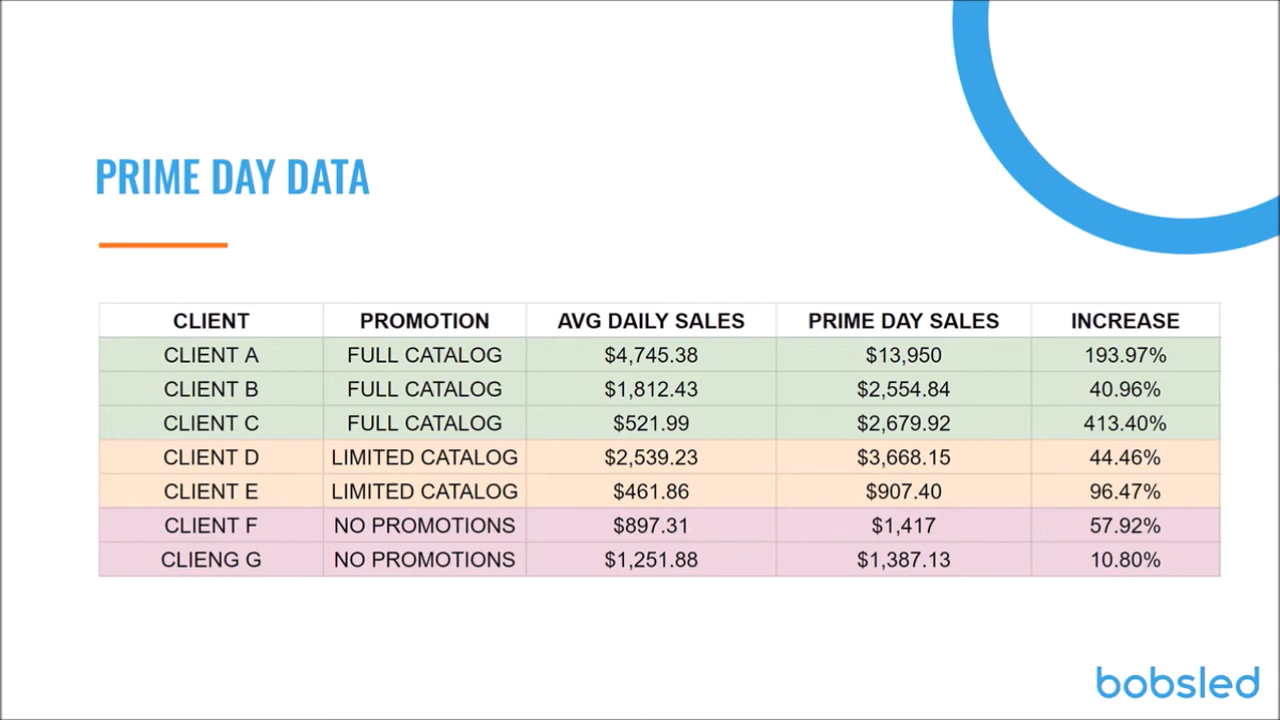 PRIME DAY DATA
CLIENT PROMOTION AVG DAILY SALES PRIME DAY SALES INCREASE
CLIENT A FULL CATALOG $4,745.38 $13,950 193.97%
CLIENT B FULL CATALOG $1,812.43 $2,554.84 40.96%
CLIENT C FULL CATALOG $521.99 $2,679.92 413.40%
CLIENT D LIMITED CATALOG $2,539.23 $3,668.15 44.46%
CLIENT E LIMITED CATALOG $461.86 $907.40 96.47%
CLIENT F NO PROMOTIONS $897.31 $1,417 57.92%
CLIENG G NO PROMOTIONS $1,251.88 $1,387.13 10.80%
bobsled